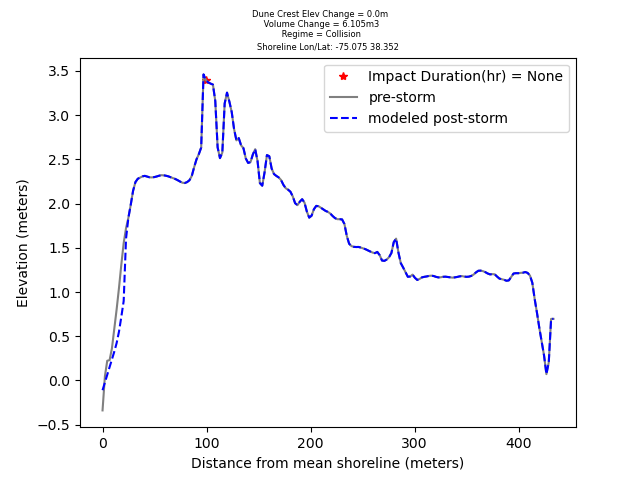 Dune Crest Elev Change = 0.0m
Volume Change = 6.105m3
Regime = Collision
Shoreline Lon/Lat: -75.075 38.352
Impact Duration(hr) = None
pre-storm
modeled post-storm
3.5
3.0
2.5
2.0
1.5
1.0
0.5
0.0
−0.5
Elevation (meters)
0
100
200
300
400
Distance from mean shoreline (meters)